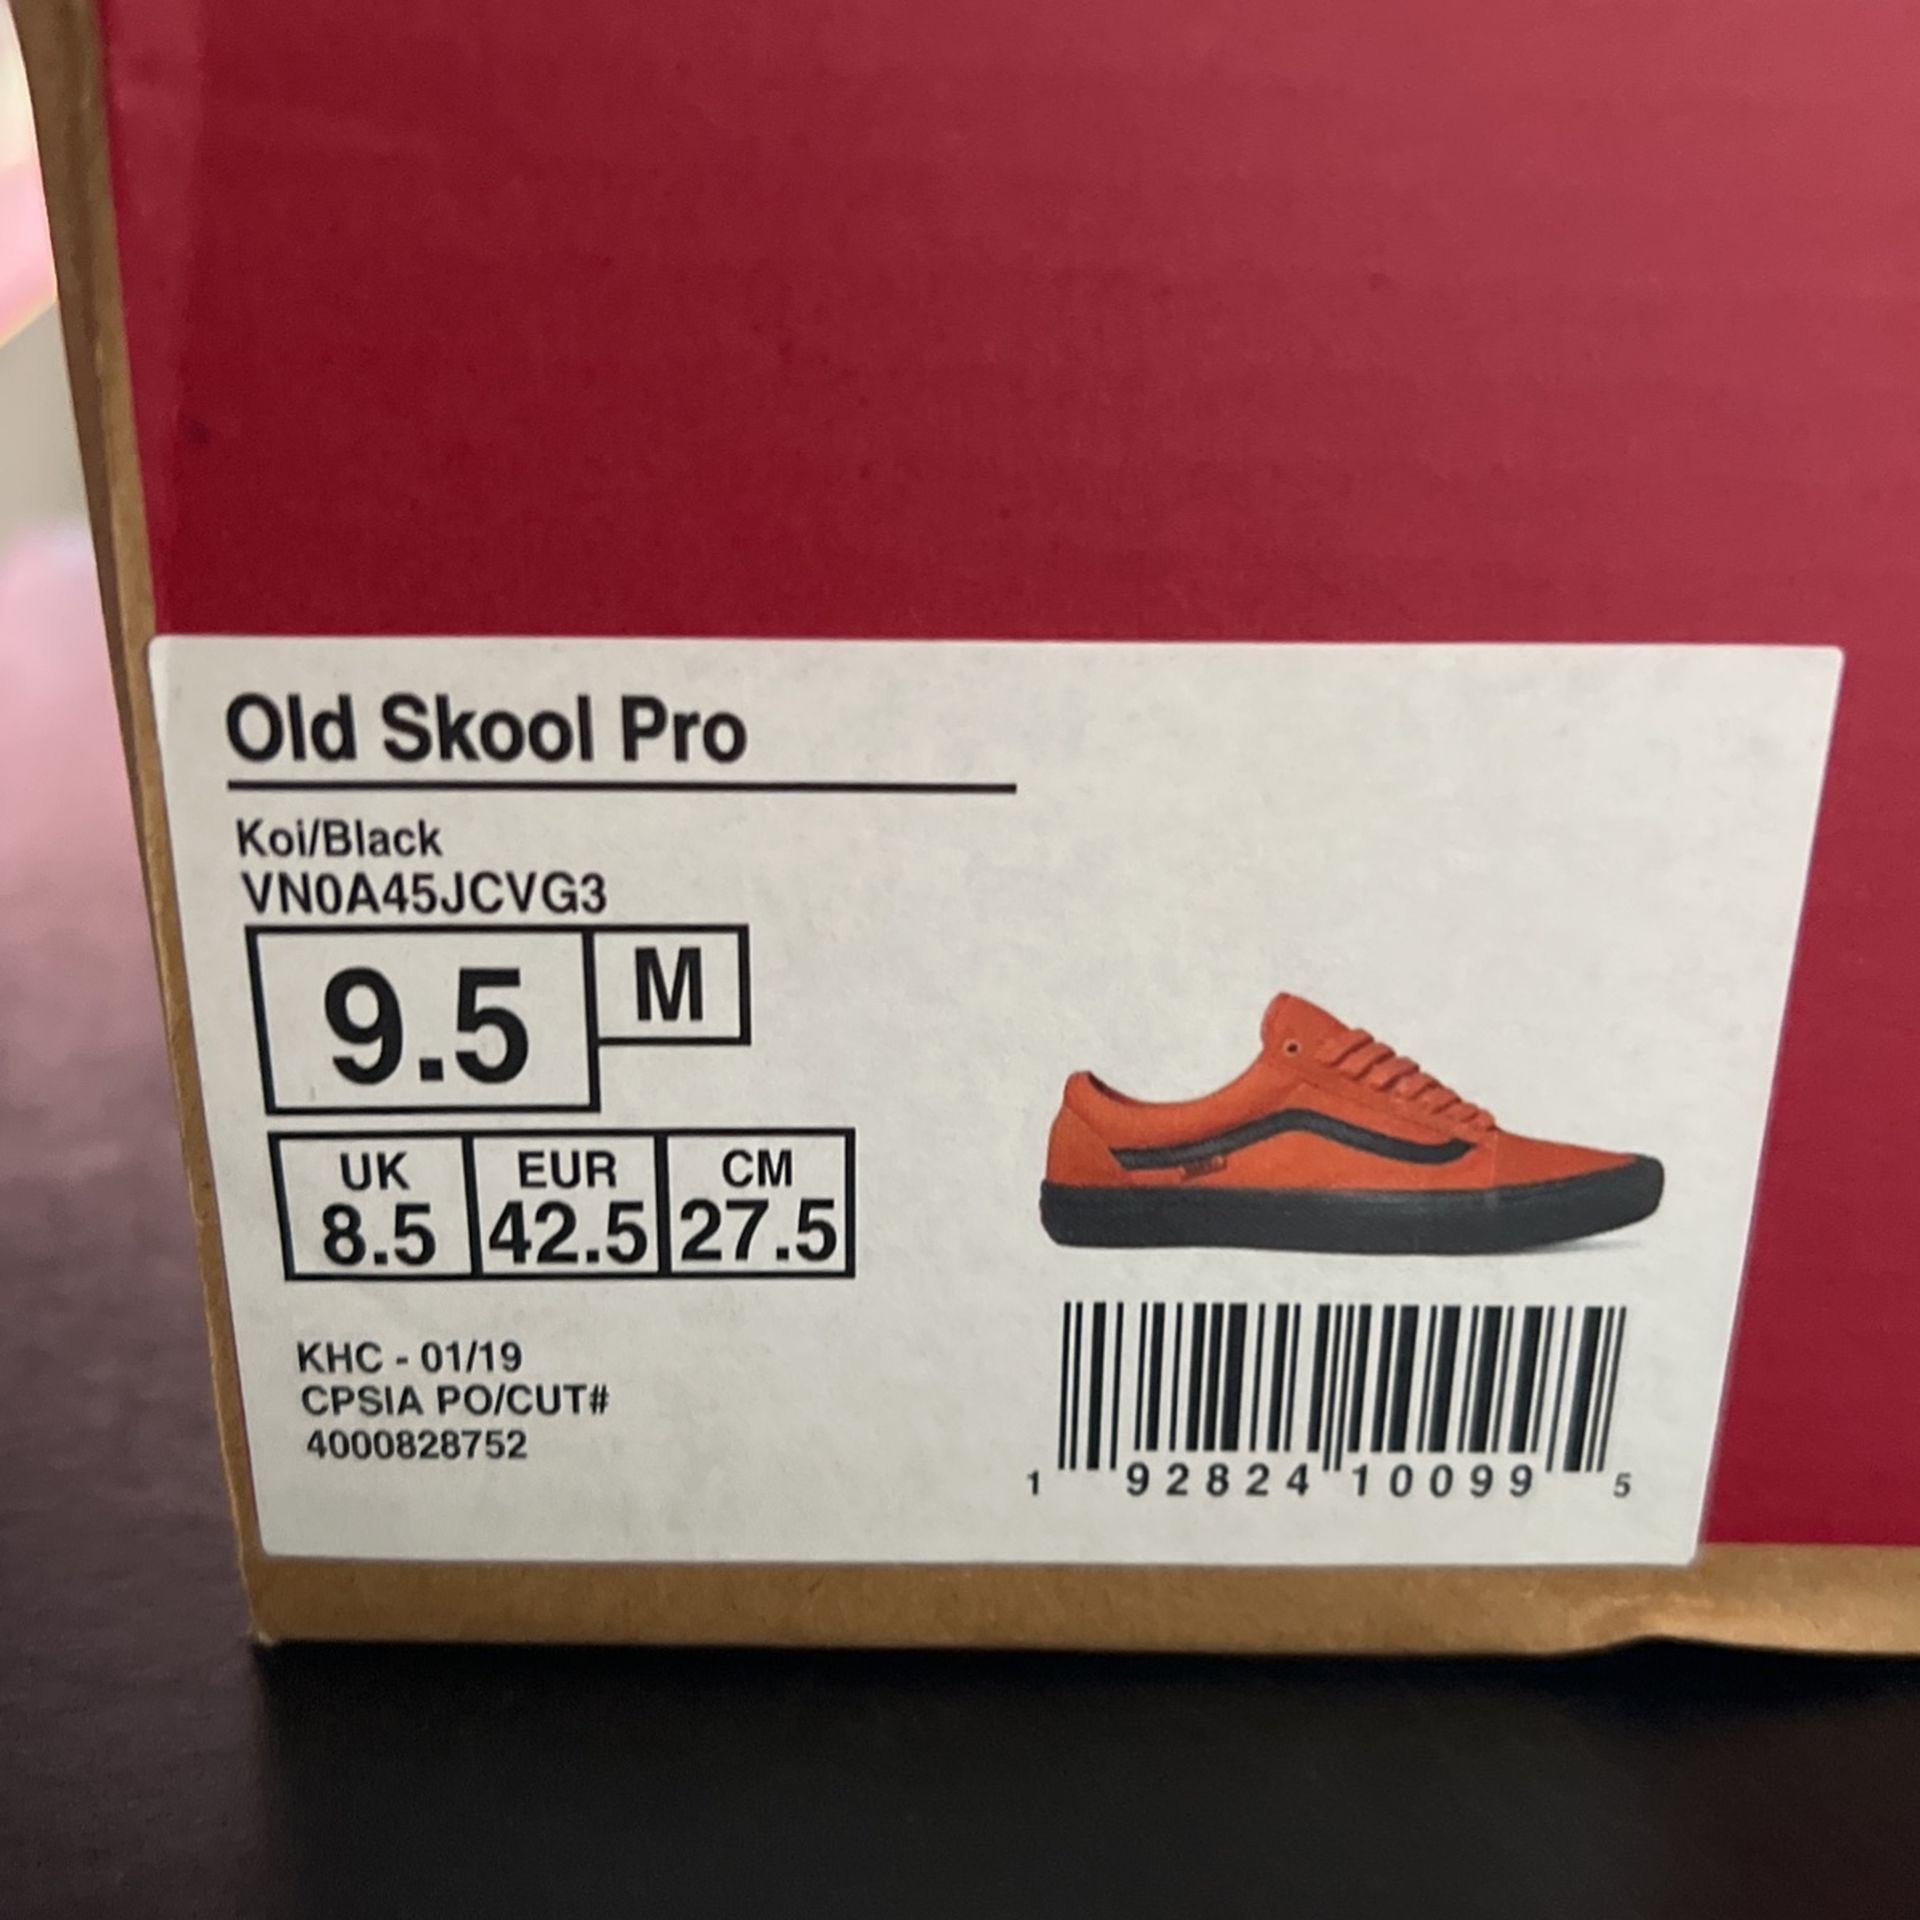 Old Skool Pro
Koi/Black
VN0A45JCVG3
9.5 M
UK EUR CM
8.5 42.5 27.5
KHC - 01/19
CPSIA PO/CUT#
4000828752
1 92824 10099 5